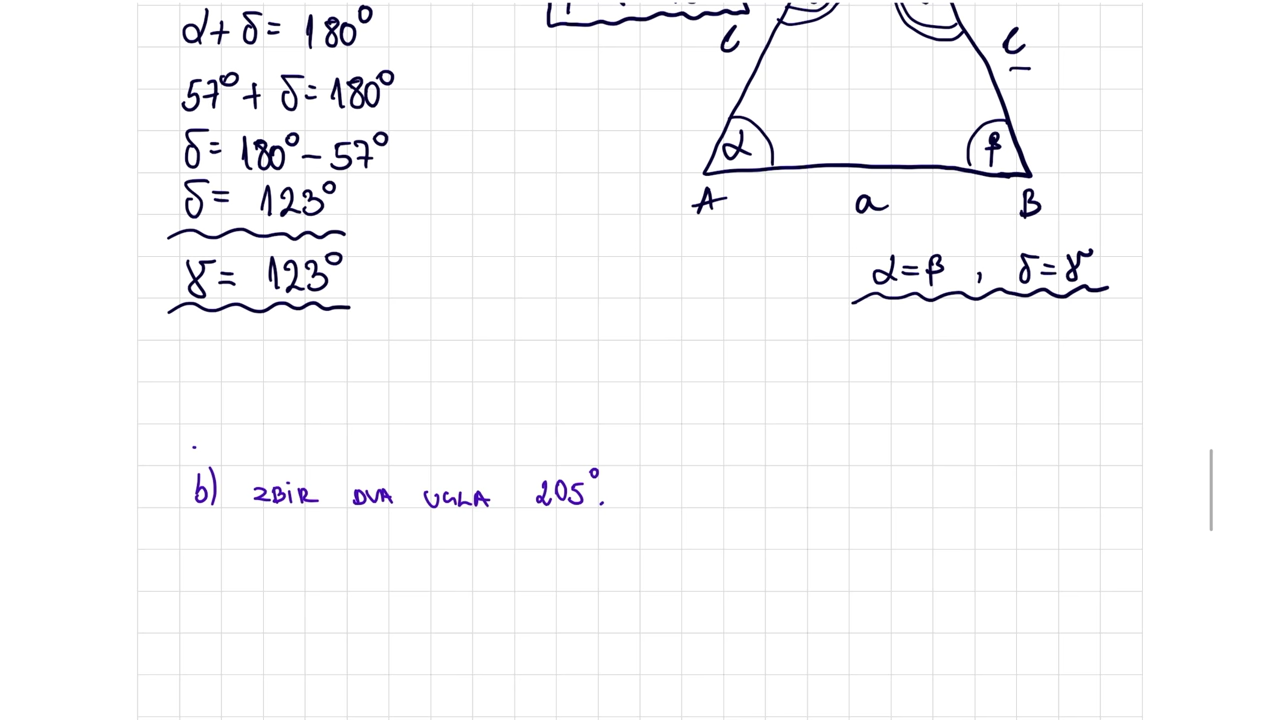 α + δ = 180°
57° + δ = 180°
δ = 180° - 57°
δ = 123°
γ = 123°
c
c
α
β
A
a
B
α = β , δ = γ
b) ZBIR DVA UGLA 205°.